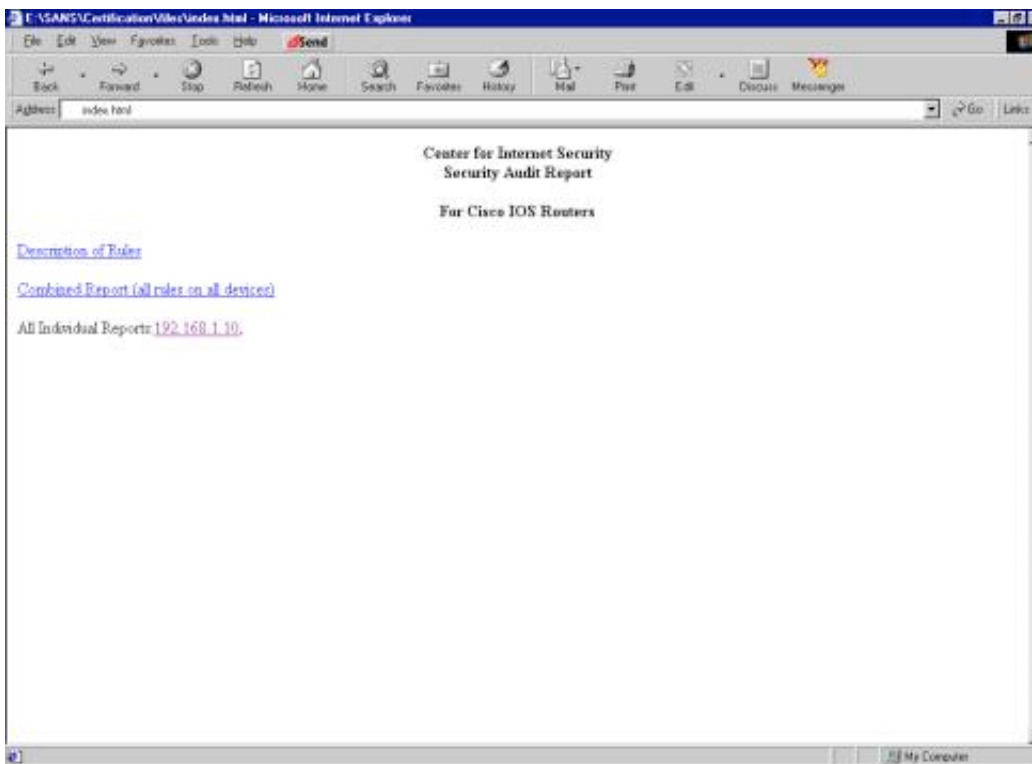 E:\SANS\Certification\files\index.html - Microsoft Internet Explorer
File Edit View Favorites Tools Help Send
Back Forward Stop Refresh Home Search Favorites History Mail Print Edit Discuss Messenger
Address index.html Go Links
Center for Internet Security
Security Audit Report
For Cisco IOS Routers
Description of Rules
Combined Report (all rules on all devices)
All Individual Reports 192.168.1.10,
My Computer